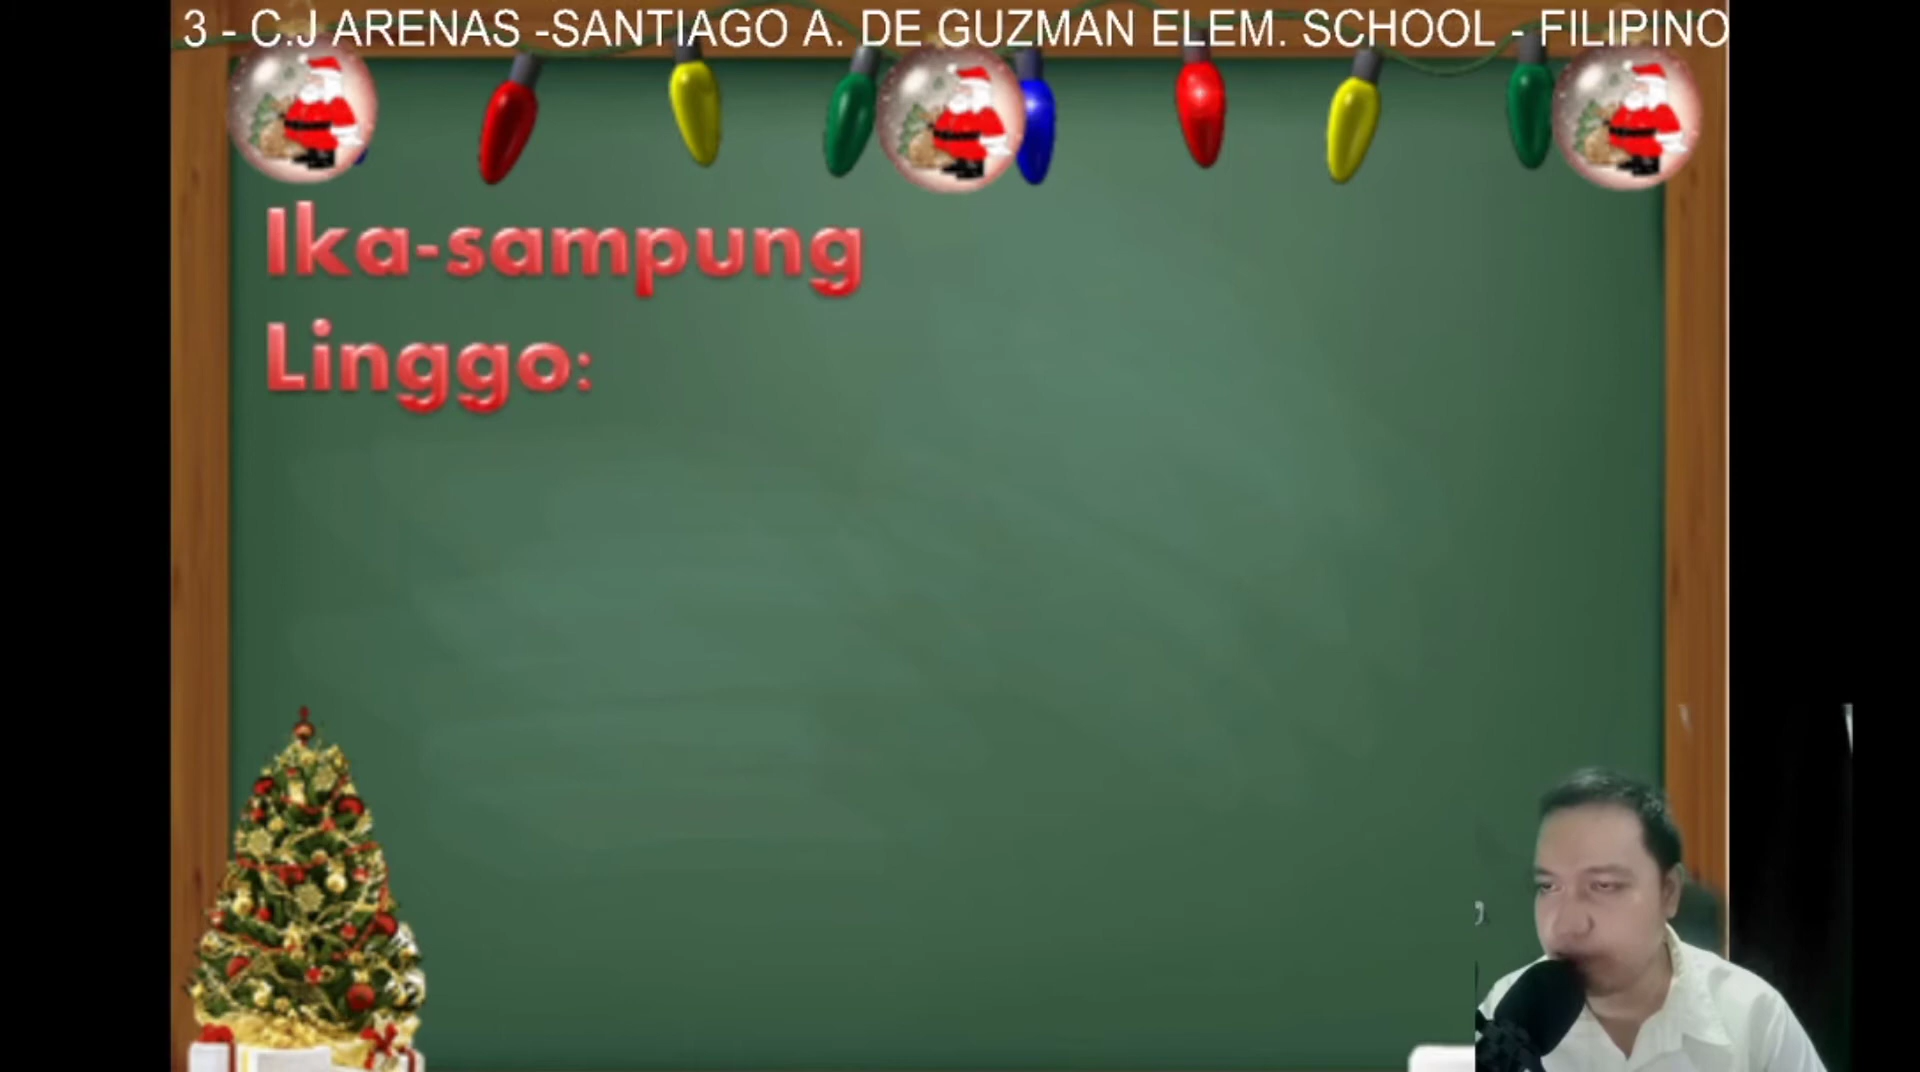 3 - C.J ARENAS -SANTIAGO A. DE GUZMAN ELEM. SCHOOL - FILIPINO
Ika-sampung
Linggo: